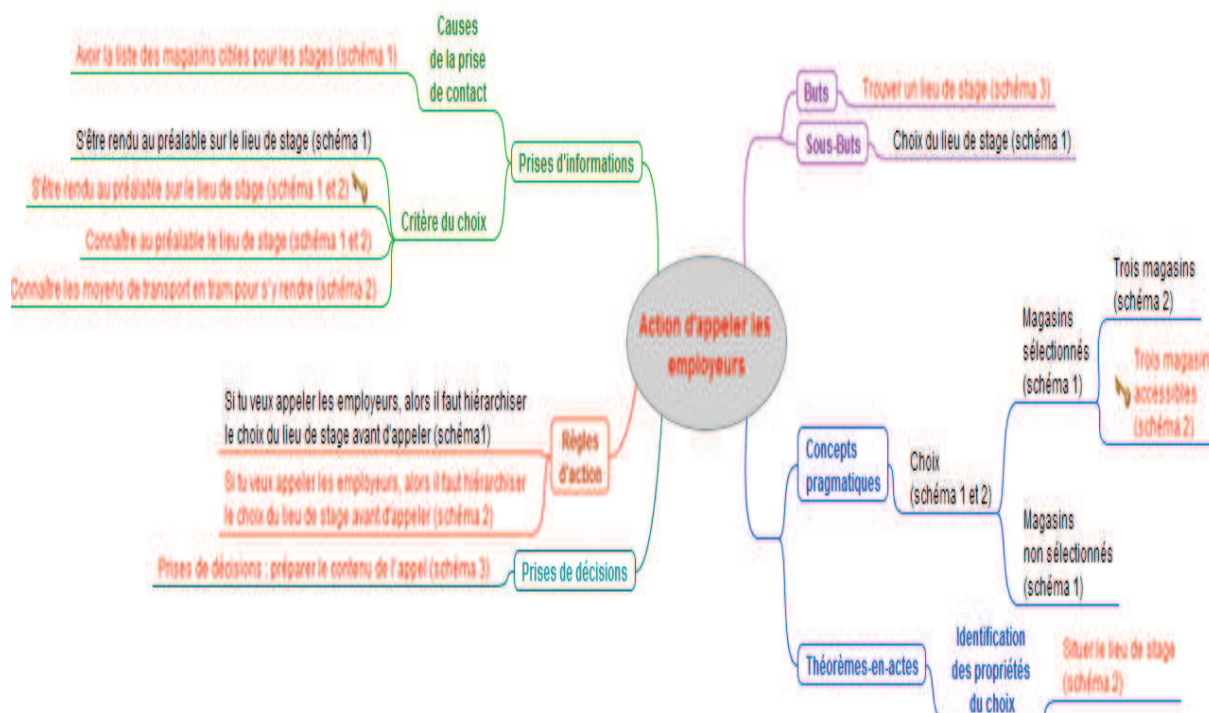 Causes
de la prise
de contact
Avoir la liste des magasins ciblés pour les stages (schéma 1)
S'être rendu au préalable sur le lieu de stage (schéma 1)
S'être rendu au préalable sur le lieu de stage (schéma 1 et 2)
Connaître au préalable le lieu de stage (schéma 1 et 2)
Connaître les moyens de transport en tram pour s'y rendre (schéma 2)
Critère du choix
Prises d'informations
Si tu veux appeler les employeurs, alors il faut hiérarchiser
le choix du lieu de stage avant d'appeler (schéma1)
Si tu veux appeler les employeurs, alors il faut hiérarchiser
le choix du lieu de stage avant d'appeler (schéma 2)
Règles
d'action
Prises de décisions : préparer le contenu de l'appel (schéma 3)
Prises de décisions
Action d'appeler les
employeurs
Buts
Trouver un lieu de stage (schéma 3)
Sous-Buts
Choix du lieu de stage (schéma 1)
Concepts
pragmatiques
Choix
(schéma 1 et 2)
Magasins
sélectionnés
(schéma 1)
Trois magasins
(schéma 2)
Trois magasin
accessibles
(schéma 2)
Magasins
non sélectionnés
(schéma 1)
Théorèmes-en-actes
Identification
des propriétés
du choix
Situer le lieu de stage
(schéma 2)